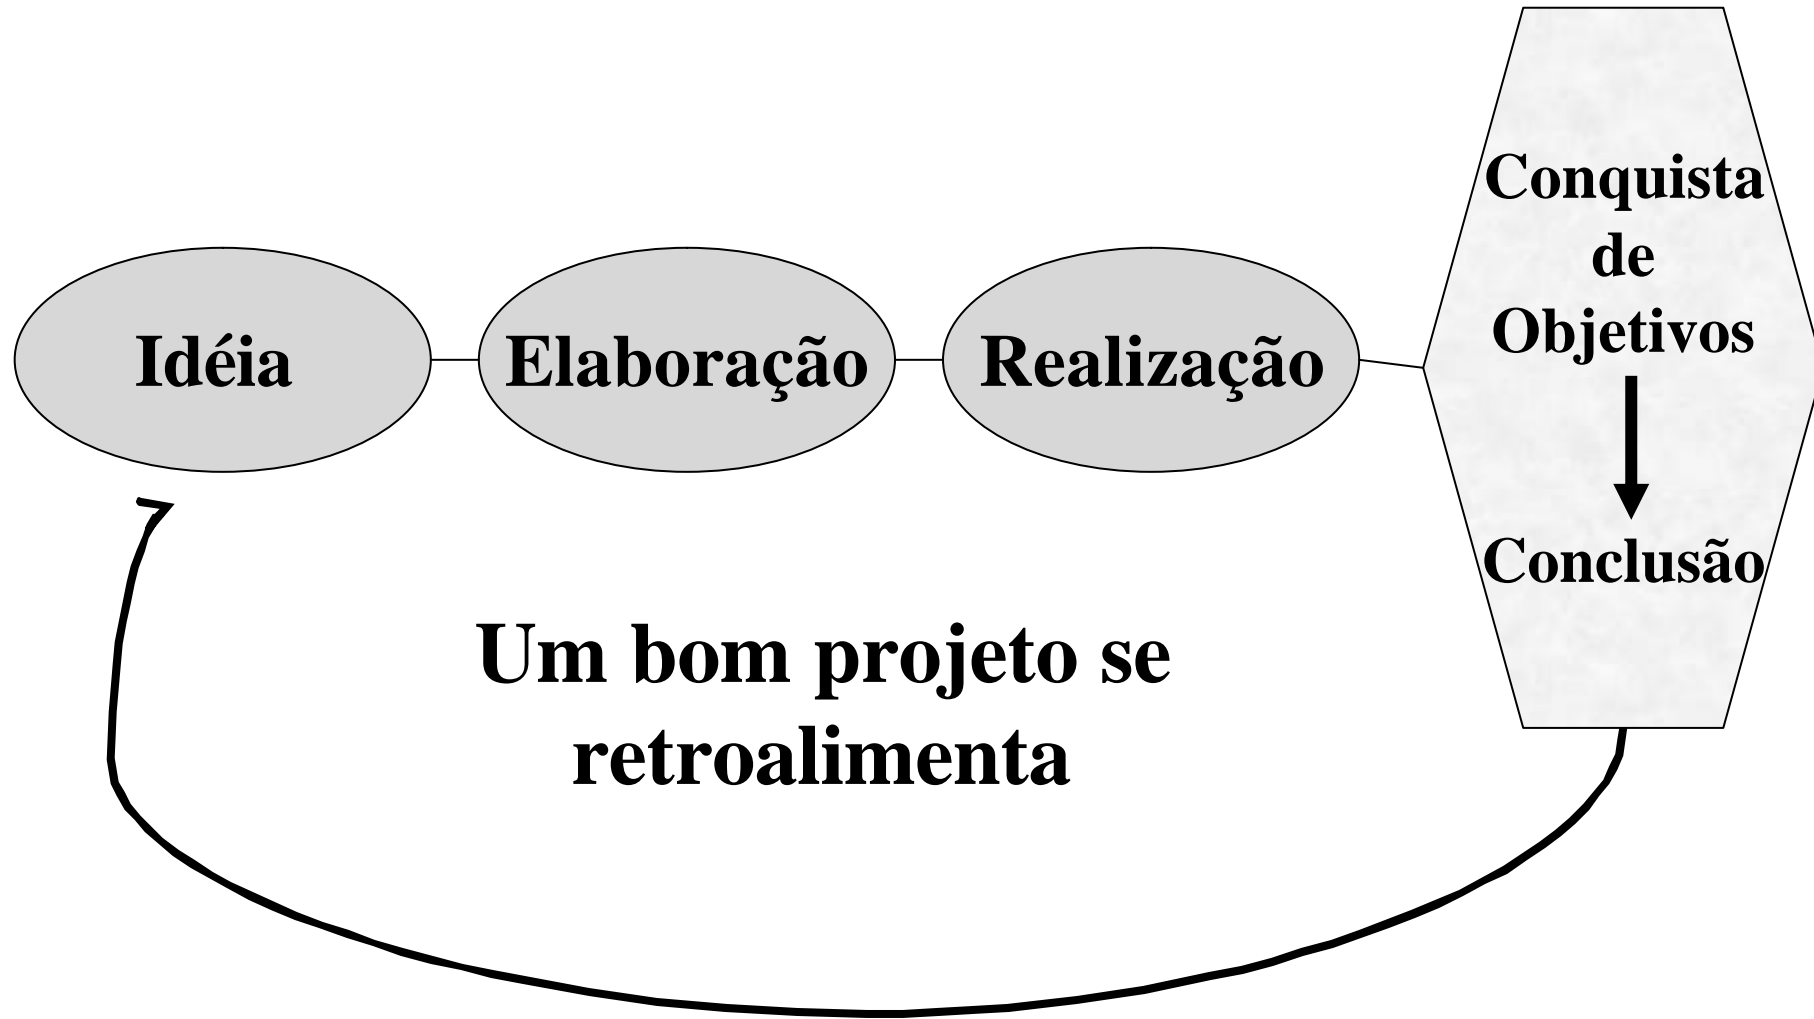 Idéia
Elaboração
Realização
Conquista
de
Objetivos
Conclusão
Um bom projeto se
retroalimenta